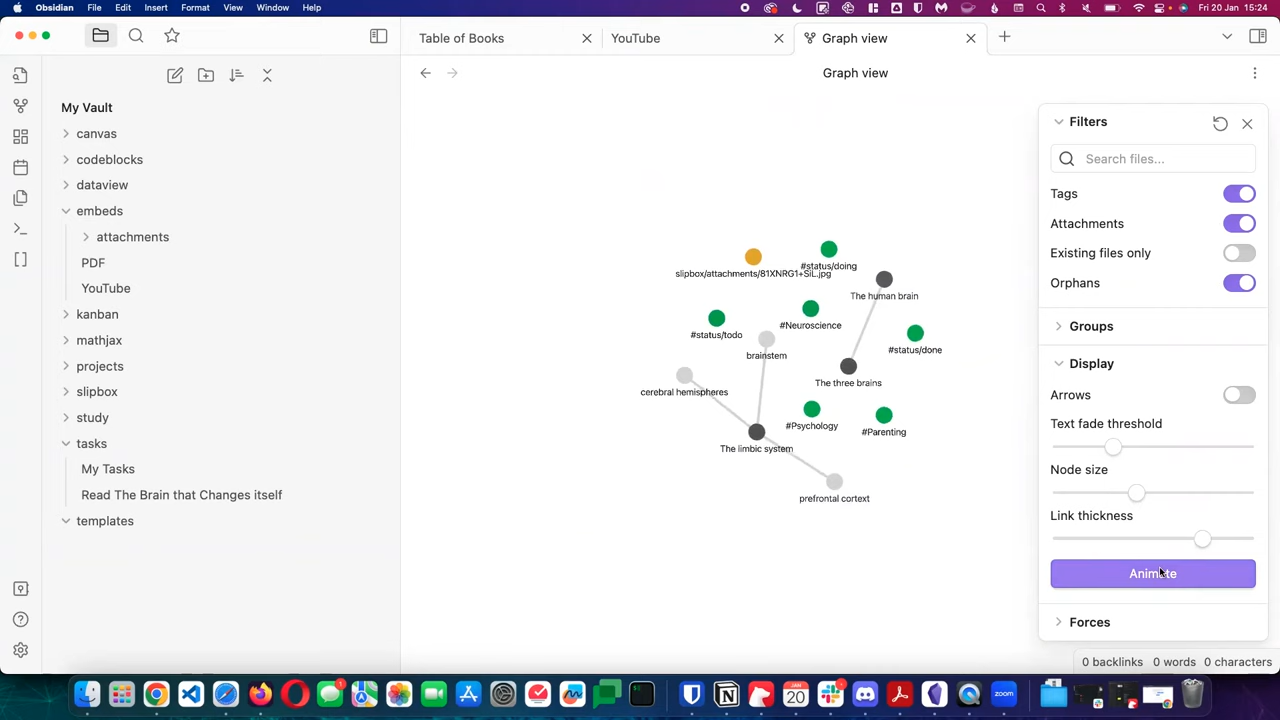 Obsidian File Edit Insert Format View Window Help
Fri 20 Jan 15:24
Table of Books
YouTube
Graph view
Graph view
My Vault
canvas
codeblocks
dataview
embeds
attachments
PDF
YouTube
kanban
mathjax
projects
slipbox
study
tasks
My Tasks
Read The Brain that Changes itself
templates
#status/doing
slipbox/attachments/81XNRG1+SiL.jpg
The human brain
#Neuroscience
#status/todo
#status/done
brainstem
The three brains
cerebral hemispheres
#Psychology
#Parenting
The limbic system
prefrontal cortext
Filters
Search files...
Tags
Attachments
Existing files only
Orphans
Groups
Display
Arrows
Text fade threshold
Node size
Link thickness
Animate
Forces
0 backlinks 0 words 0 characters
JAN
20
zoom